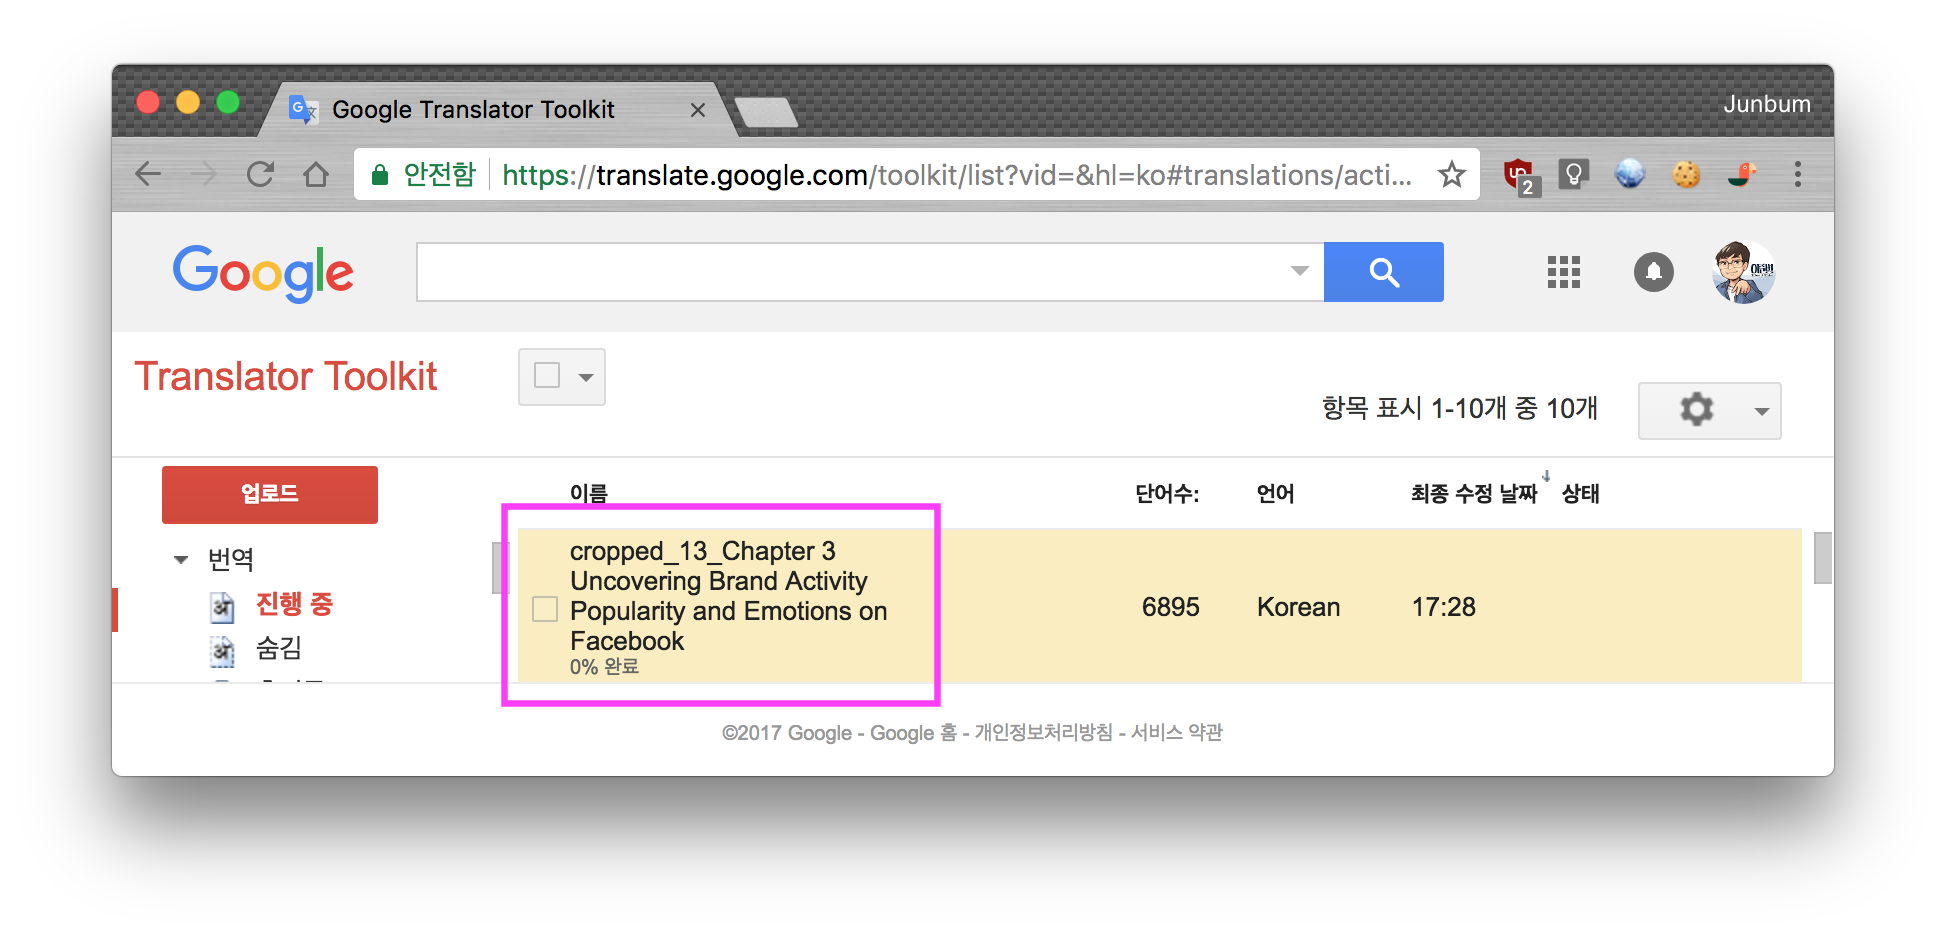 Google Translator Toolkit
Junbum
안전함 https://translate.google.com/toolkit/list?vid=&hl=ko#translations/acti...
2
Google
Translator Toolkit
항목 표시 1-10개 중 10개
업로드
이름 단어수: 언어 최종 수정 날짜 상태
번역
진행 중
숨김
cropped_13_Chapter 3
Uncovering Brand Activity
Popularity and Emotions on
Facebook
0% 완료
6895 Korean 17:28
©2017 Google - Google 홈 - 개인정보처리방침 - 서비스 약관